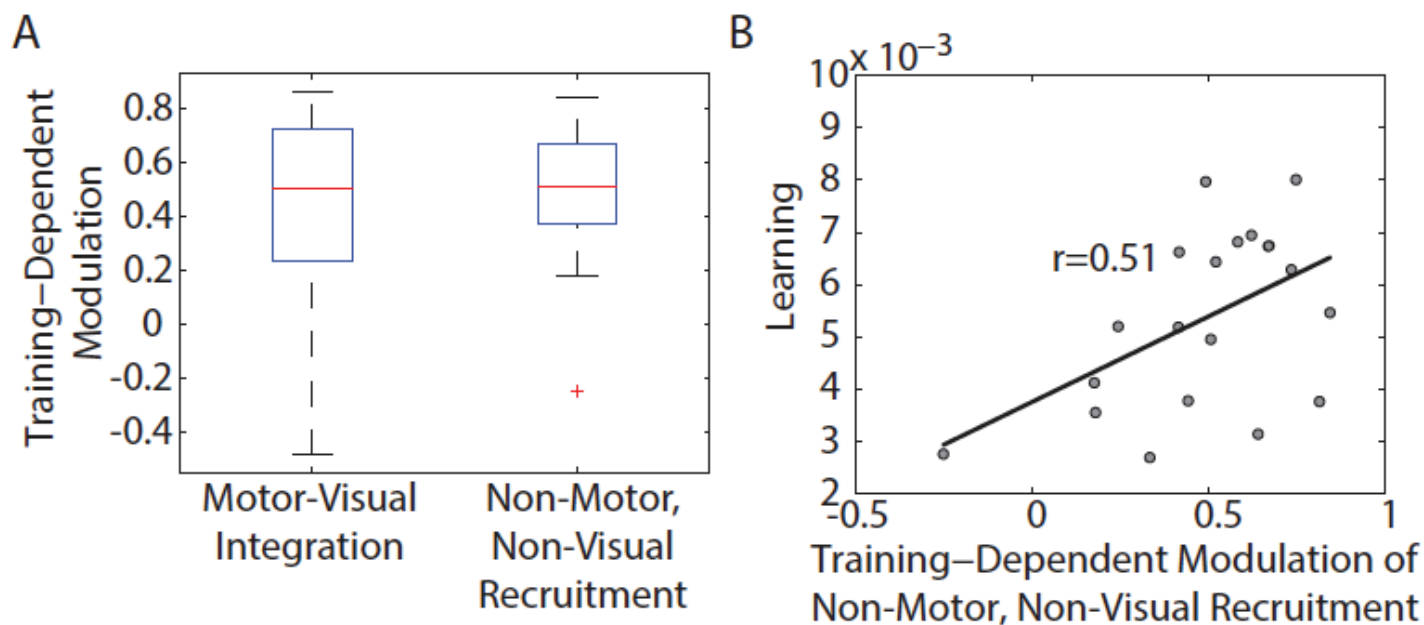 A
Training–Dependent
Modulation
0.8
0.6
0.4
0.2
0
-0.2
-0.4
Motor-Visual
Integration
Non-Motor,
Non-Visual
Recruitment
B
x 10⁻³
Learning
10
9
8
7
6
5
4
3
2
r=0.51
-0.5
0
0.5
1
Training–Dependent Modulation of
Non-Motor, Non-Visual Recruitment